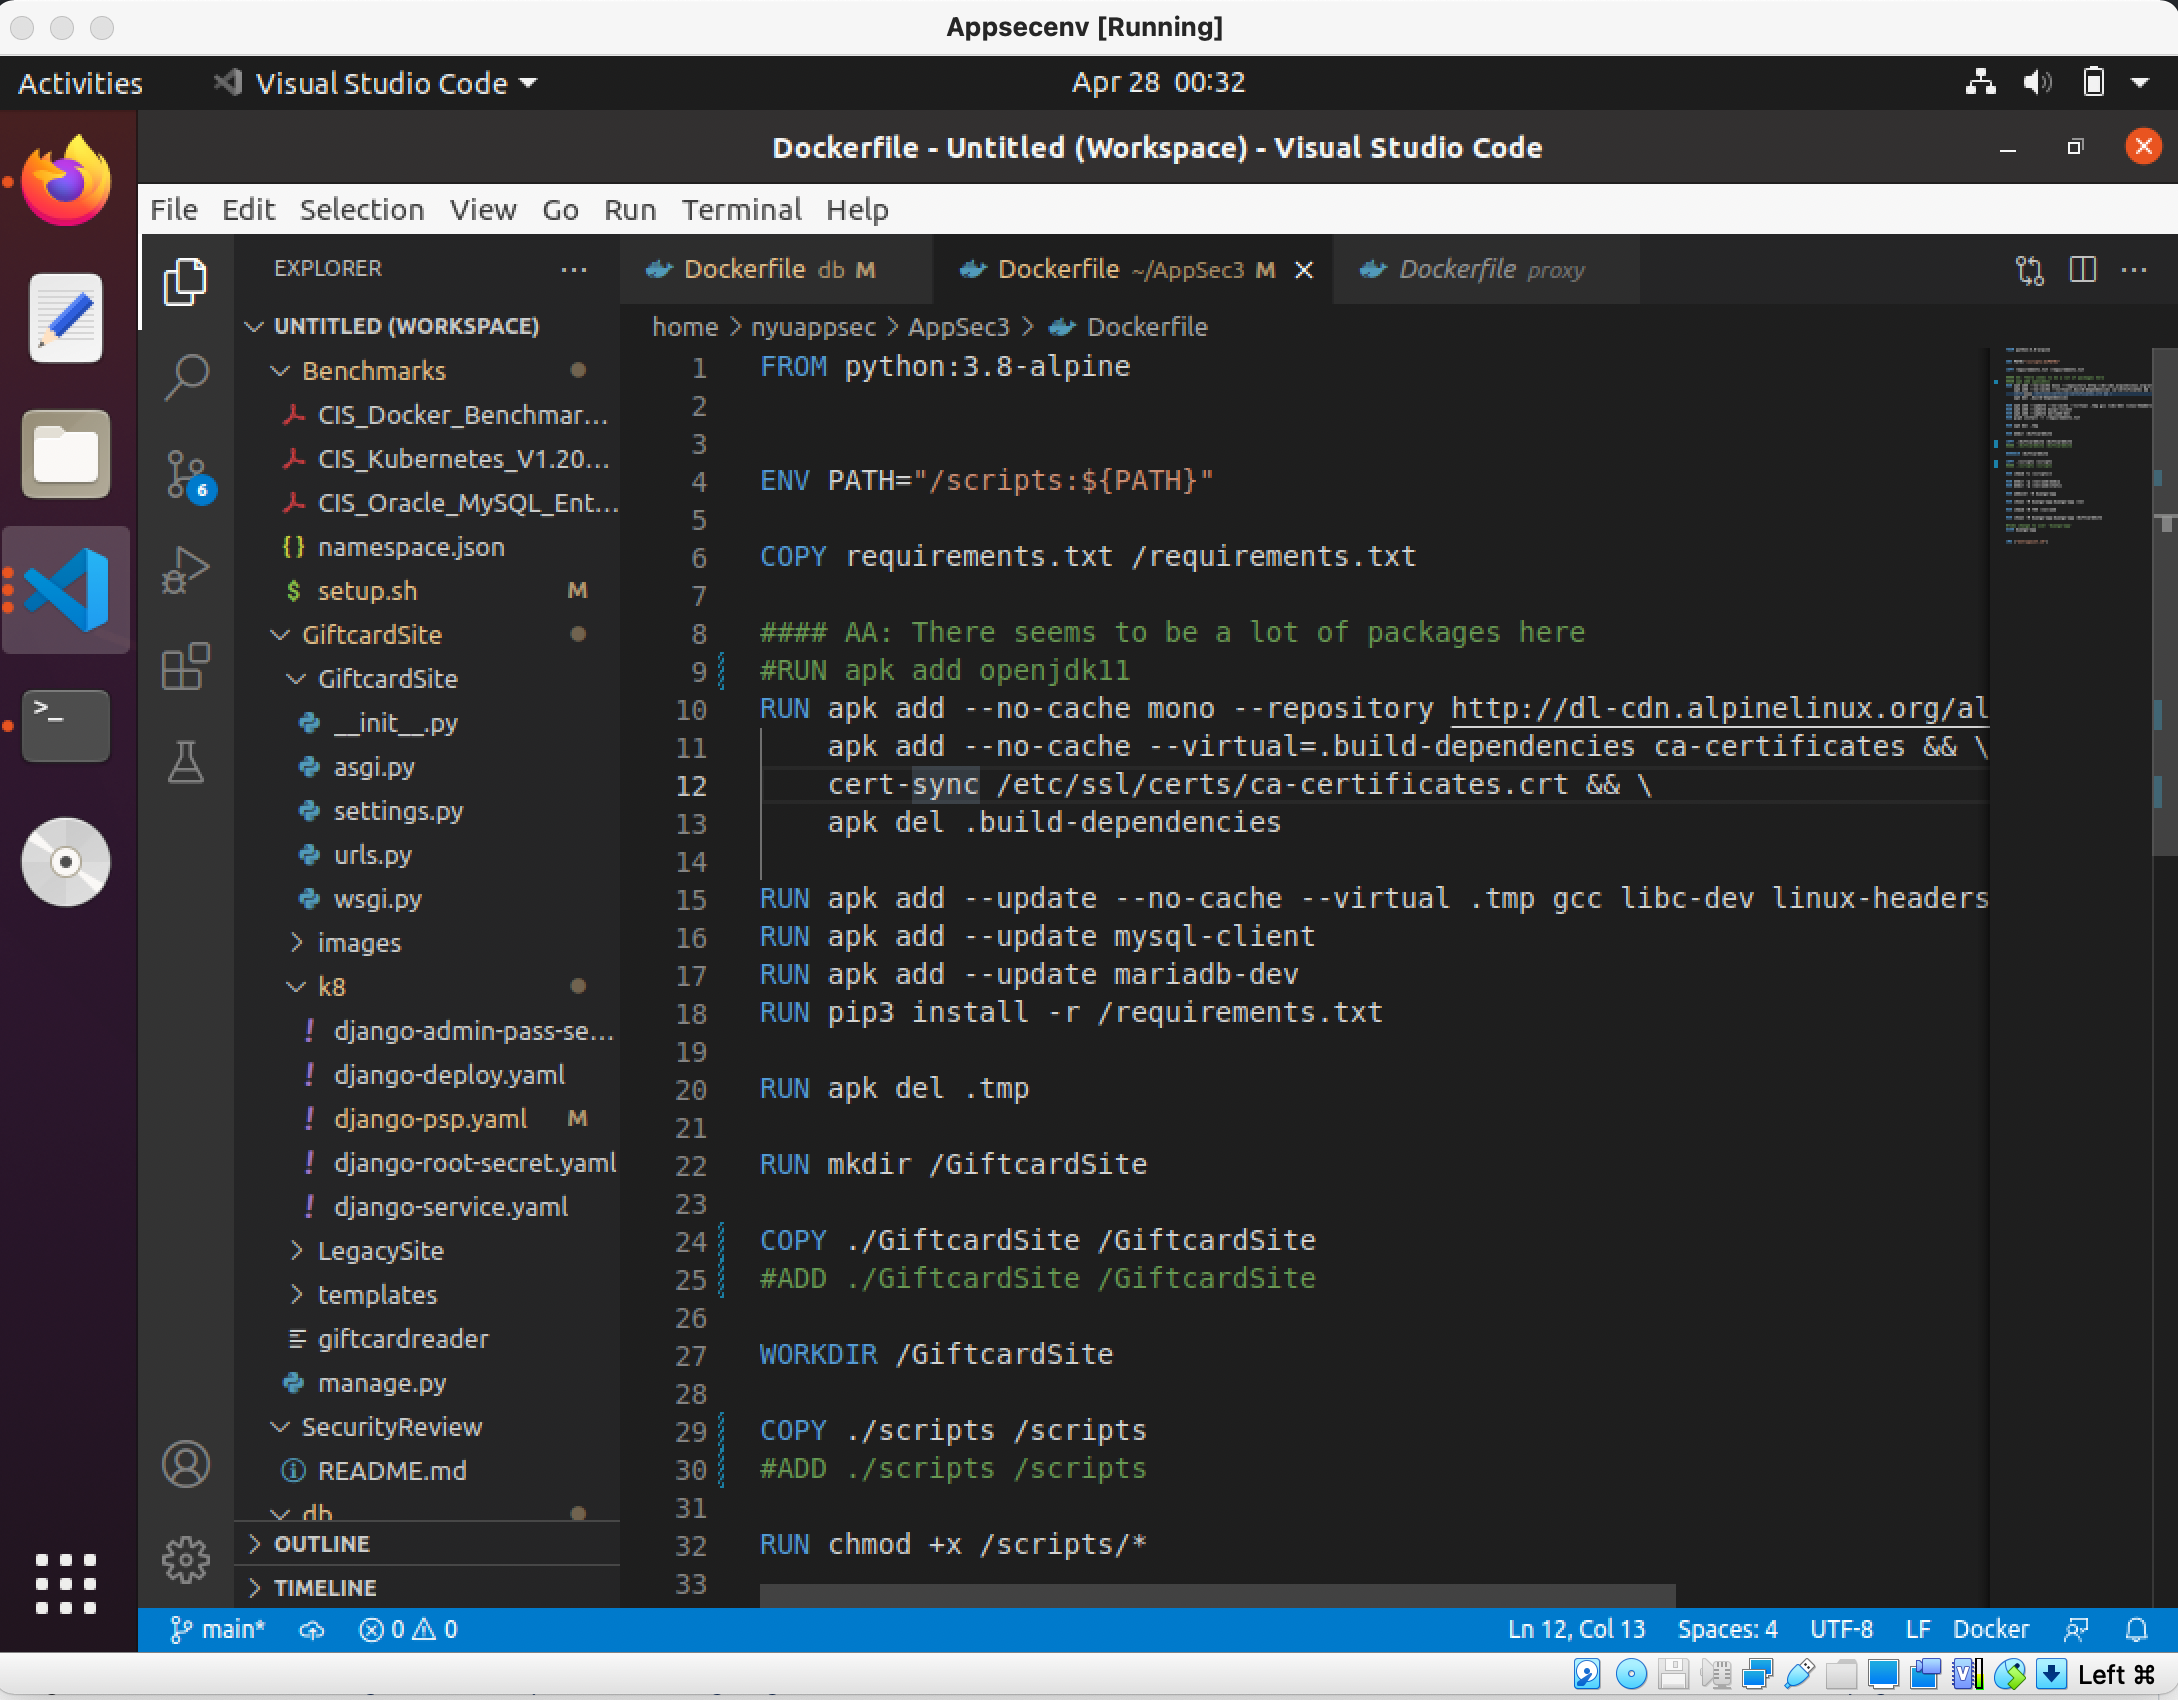 Appsecenv [Running]
Activities
Visual Studio Code
Apr 28 00:32
Dockerfile - Untitled (Workspace) - Visual Studio Code
File Edit Selection View Go Run Terminal Help
EXPLORER
UNTITLED (WORKSPACE)
Benchmarks
CIS_Docker_Benchmar...
CIS_Kubernetes_V1.20...
CIS_Oracle_MySQL_Ent...
{} namespace.json
$ setup.sh M
GiftcardSite
GiftcardSite
__init__.py
asgi.py
settings.py
urls.py
wsgi.py
images
k8
! django-admin-pass-se...
! django-deploy.yaml
! django-psp.yaml M
! django-root-secret.yaml
! django-service.yaml
LegacySite
templates
giftcardreader
manage.py
SecurityReview
README.md
db
OUTLINE
TIMELINE
6
Dockerfile db M
Dockerfile ~/AppSec3 M
Dockerfile proxy
home > nyuappsec > AppSec3 > Dockerfile
1 FROM python:3.8-alpine
2
3
4 ENV PATH="/scripts:${PATH}"
5
6 COPY requirements.txt /requirements.txt
7
8 #### AA: There seems to be a lot of packages here
9 #RUN apk add openjdk11
10 RUN apk add --no-cache mono --repository http://dl-cdn.alpinelinux.org/al
11 apk add --no-cache --virtual=.build-dependencies ca-certificates && \
12 cert-sync /etc/ssl/certs/ca-certificates.crt && \
13 apk del .build-dependencies
14
15 RUN apk add --update --no-cache --virtual .tmp gcc libc-dev linux-headers
16 RUN apk add --update mysql-client
17 RUN apk add --update mariadb-dev
18 RUN pip3 install -r /requirements.txt
19
20 RUN apk del .tmp
21
22 RUN mkdir /GiftcardSite
23
24 COPY ./GiftcardSite /GiftcardSite
25 #ADD ./GiftcardSite /GiftcardSite
26
27 WORKDIR /GiftcardSite
28
29 COPY ./scripts /scripts
30 #ADD ./scripts /scripts
31
32 RUN chmod +x /scripts/*
33
main* 0 0
Ln 12, Col 13 Spaces: 4 UTF-8 LF Docker
Left ⌘